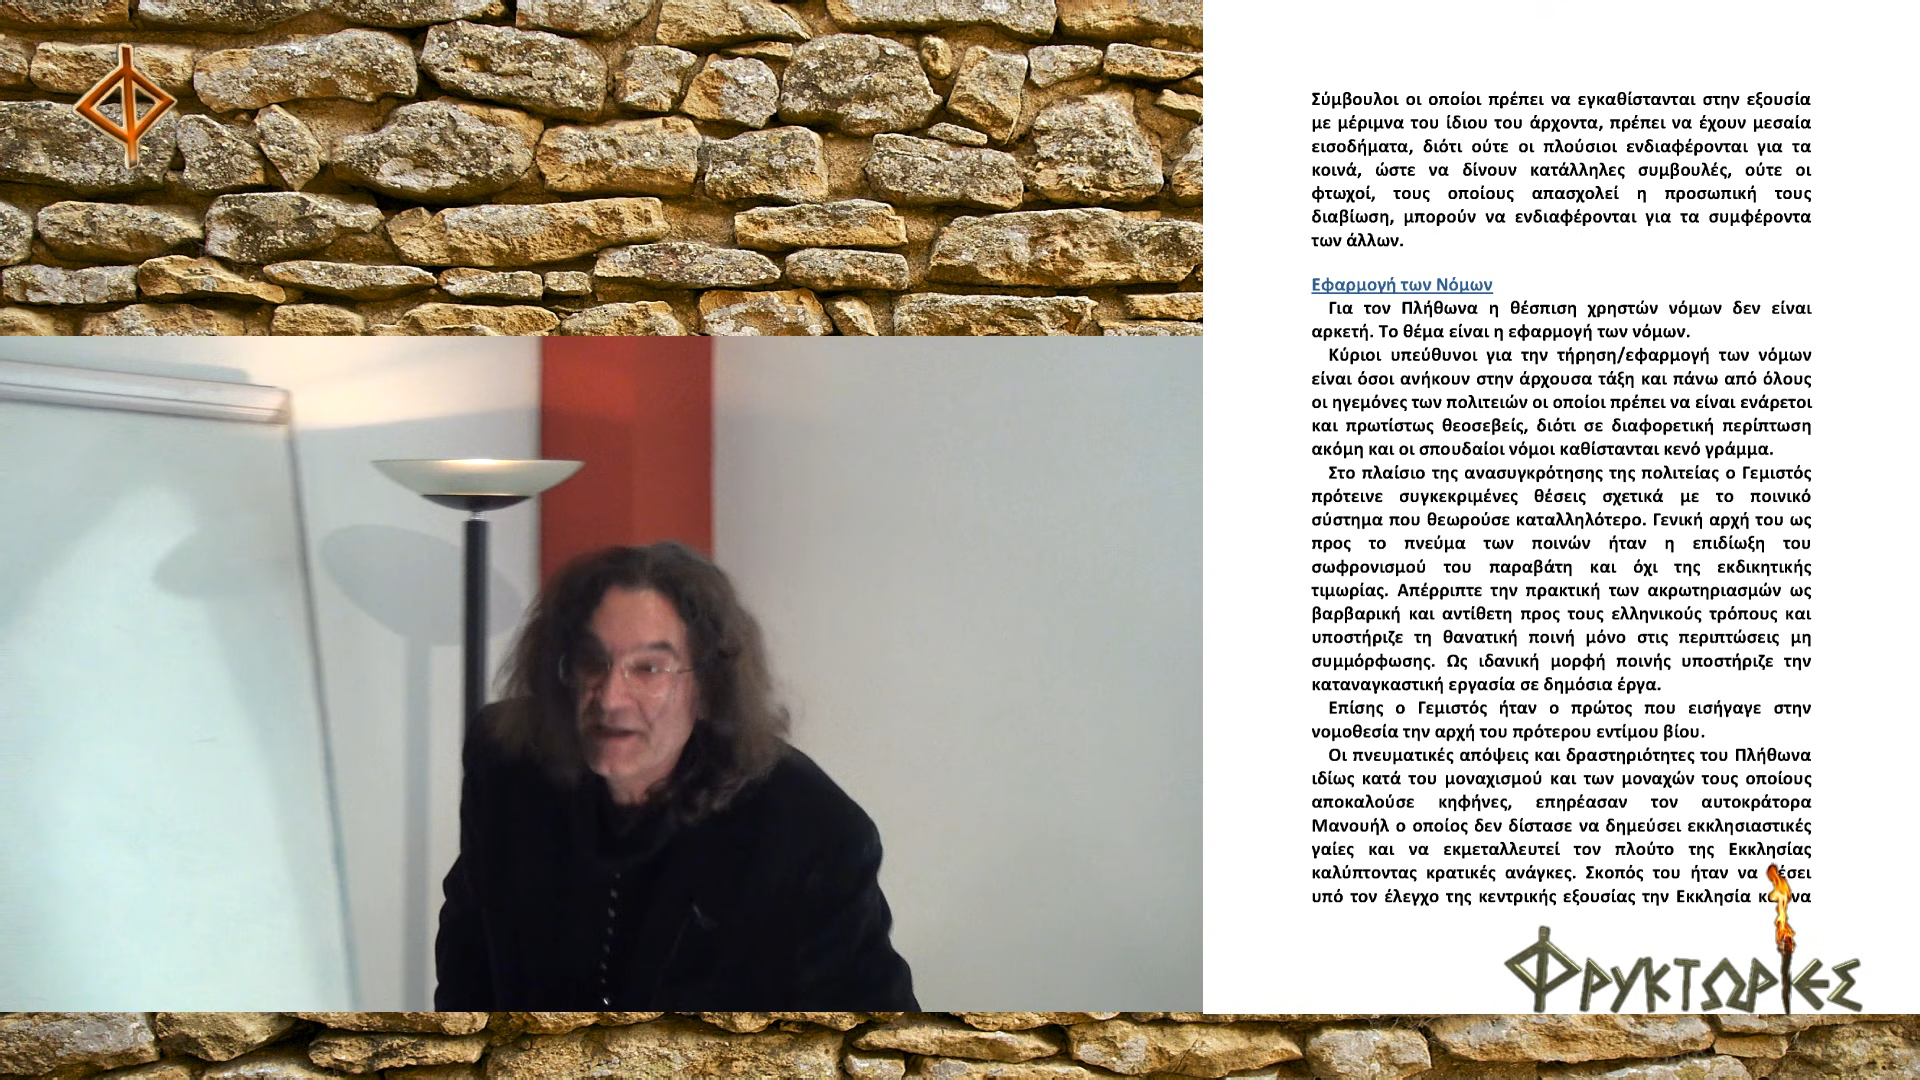 Σύμβουλοι οι οποίοι πρέπει να εγκαθίστανται στην εξουσία
με μέριμνα του ίδιου του άρχοντα, πρέπει να έχουν μεσαία
εισοδήματα, διότι ούτε οι πλούσιοι ενδιαφέρονται για τα
κοινά, ώστε να δίνουν κατάλληλες συμβουλές, ούτε οι
φτωχοί, τους οποίους απασχολεί η προσωπική τους
διαβίωση, μπορούν να ενδιαφέρονται για τα συμφέροντα
των άλλων.
Εφαρμογή των Νόμων
Για τον Πλήθωνα η θέσπιση χρηστών νόμων δεν είναι
αρκετή. Το θέμα είναι η εφαρμογή των νόμων.
Κύριοι υπεύθυνοι για την τήρηση/εφαρμογή των νόμων
είναι όσοι ανήκουν στην άρχουσα τάξη και πάνω από όλους
οι ηγεμόνες των πολιτειών οι οποίοι πρέπει να είναι ενάρετοι
και πρωτίστως θεοσεβείς, διότι σε διαφορετική περίπτωση
ακόμη και οι σπουδαίοι νόμοι καθίστανται κενό γράμμα.
Στο πλαίσιο της ανασυγκρότησης της πολιτείας ο Γεμιστός
πρότεινε συγκεκριμένες θέσεις σχετικά με το ποινικό
σύστημα που θεωρούσε καταλληλότερο. Γενική αρχή του ως
προς το πνεύμα των ποινών ήταν η επιδίωξη του
σωφρονισμού του παραβάτη και όχι της εκδικητικής
τιμωρίας. Απέρριπτε την πρακτική των ακρωτηριασμών ως
βαρβαρική και αντίθετη προς τους ελληνικούς τρόπους και
υποστήριζε τη θανατική ποινή μόνο στις περιπτώσεις μη
συμμόρφωσης. Ως ιδανική μορφή ποινής υποστήριζε την
καταναγκαστική εργασία σε δημόσια έργα.
Επίσης ο Γεμιστός ήταν ο πρώτος που εισήγαγε στην
νομοθεσία την αρχή του πρότερου εντίμου βίου.
Οι πνευματικές απόψεις και δραστηριότητες του Πλήθωνα
ιδίως κατά του μοναχισμού και των μοναχών τους οποίους
αποκαλούσε κηφήνες, επηρέασαν τον αυτοκράτορα
Μανουήλ ο οποίος δεν δίστασε να δημεύσει εκκλησιαστικές
γαίες και να εκμεταλλευτεί τον πλούτο της Εκκλησίας
καλύπτοντας κρατικές ανάγκες. Σκοπός του ήταν να
υπό τον έλεγχο της κεντρικής εξουσίας την Εκκλησία να
ΦΡΥΚΤΩΡΙΕΣ